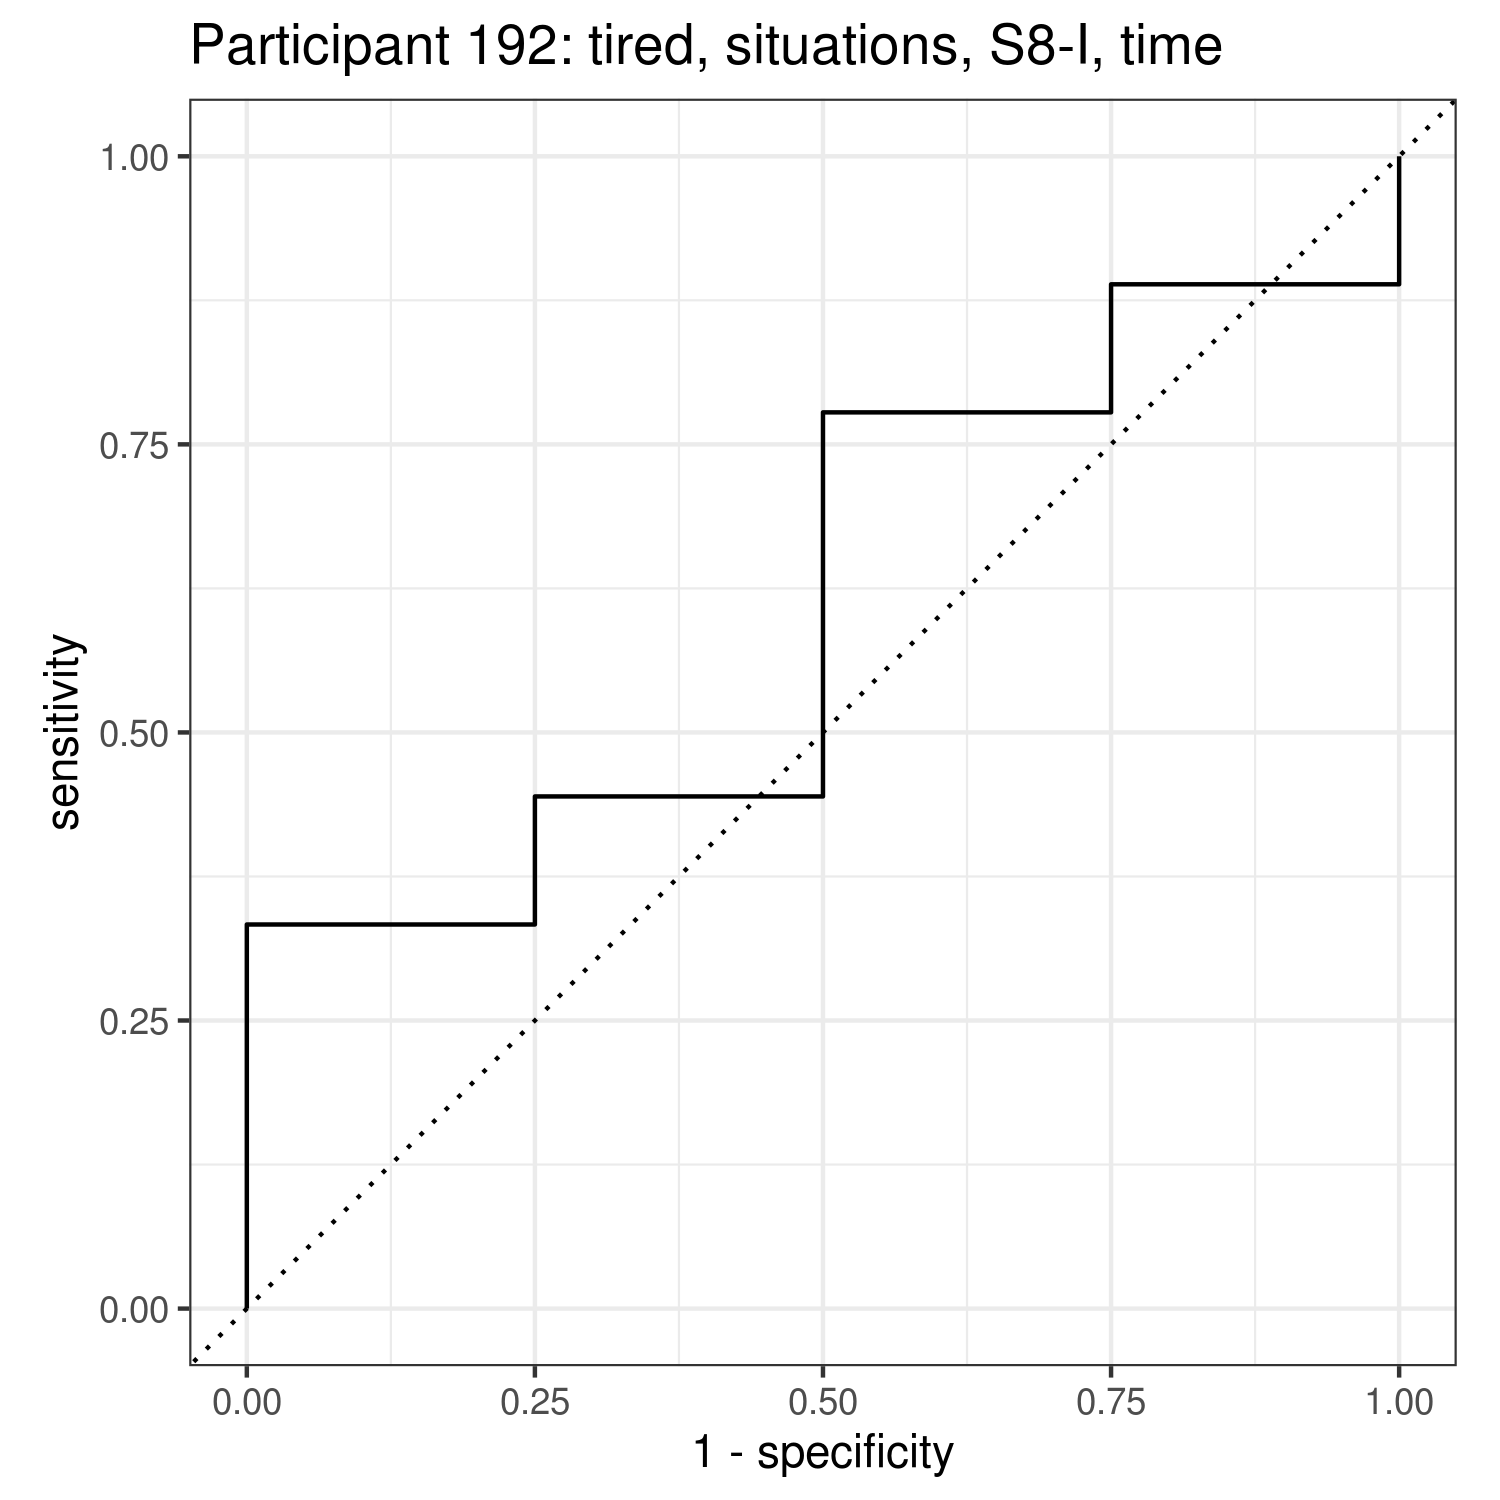 Participant 192: tired, situations, S8-I, time
1.00
0.75
0.50
0.25
0.00
sensitivity
0.00 0.25 0.50 0.75 1.00
1 - specificity